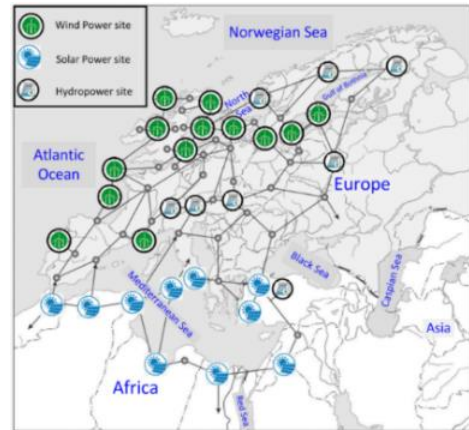 Wind Power site
Solar Power site
Hydropower site
Norwegian Sea
North
Sea
Gulf of Bothnia
Atlantic
Ocean
Europe
Black Sea
Caspian Sea
Mediterranean Sea
Asia
Africa
Red Sea